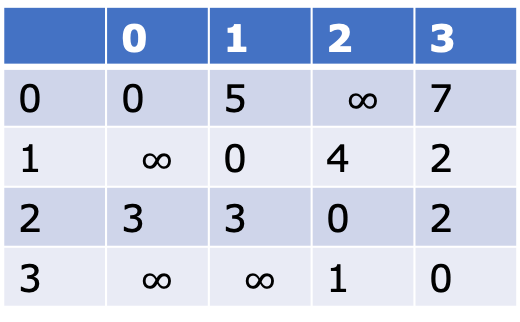 0 1 2 3
0 0 5 ∞ 7
1 ∞ 0 4 2
2 3 3 0 2
3 ∞ ∞ 1 0